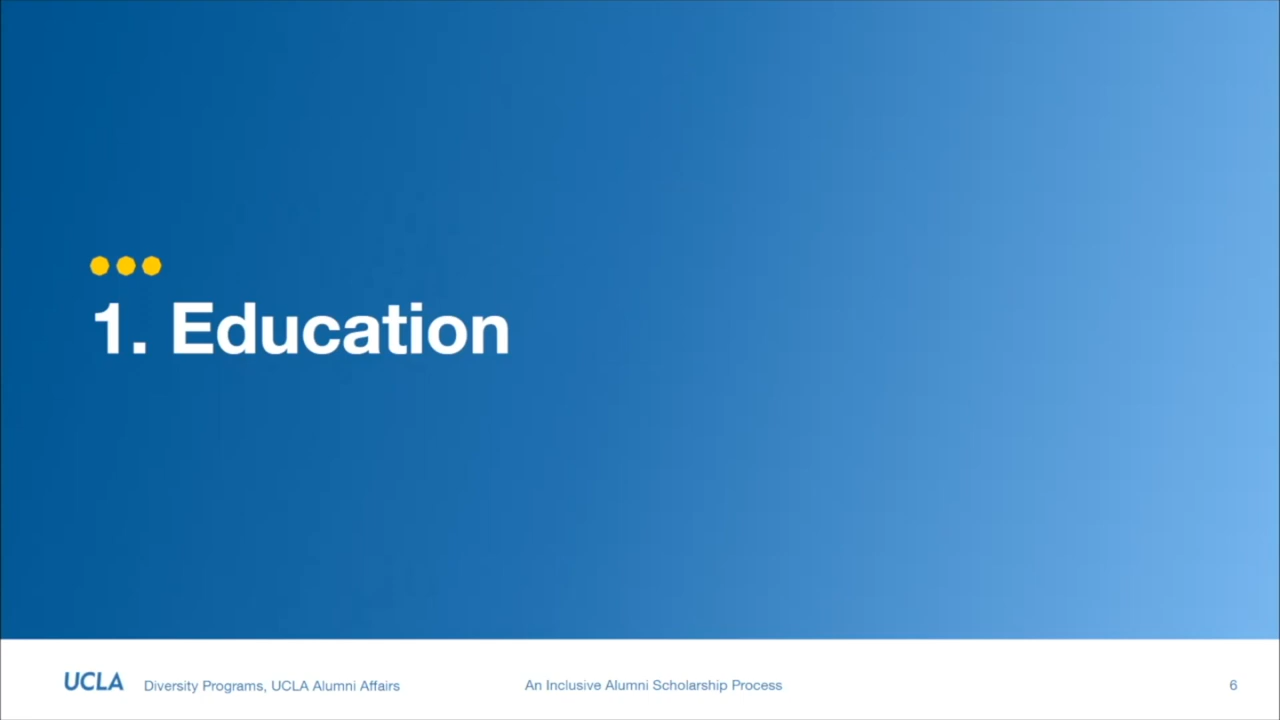 1. Education
UCLA Diversity Programs, UCLA Alumni Affairs An Inclusive Alumni Scholarship Process 6